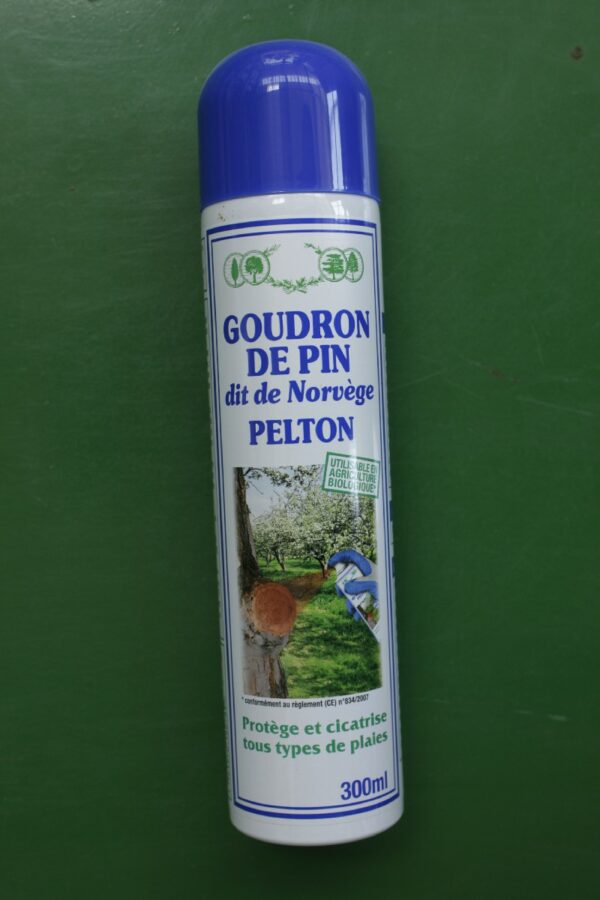 GOUDRON
DE PIN
dit de Norvège
PELTON
UTILISABLE EN
AGRICULTURE
BIOLOGIQUE*
* conformément au règlement (CE) n°834/2007
Protège et cicatrise
tous types de plaies
300ml